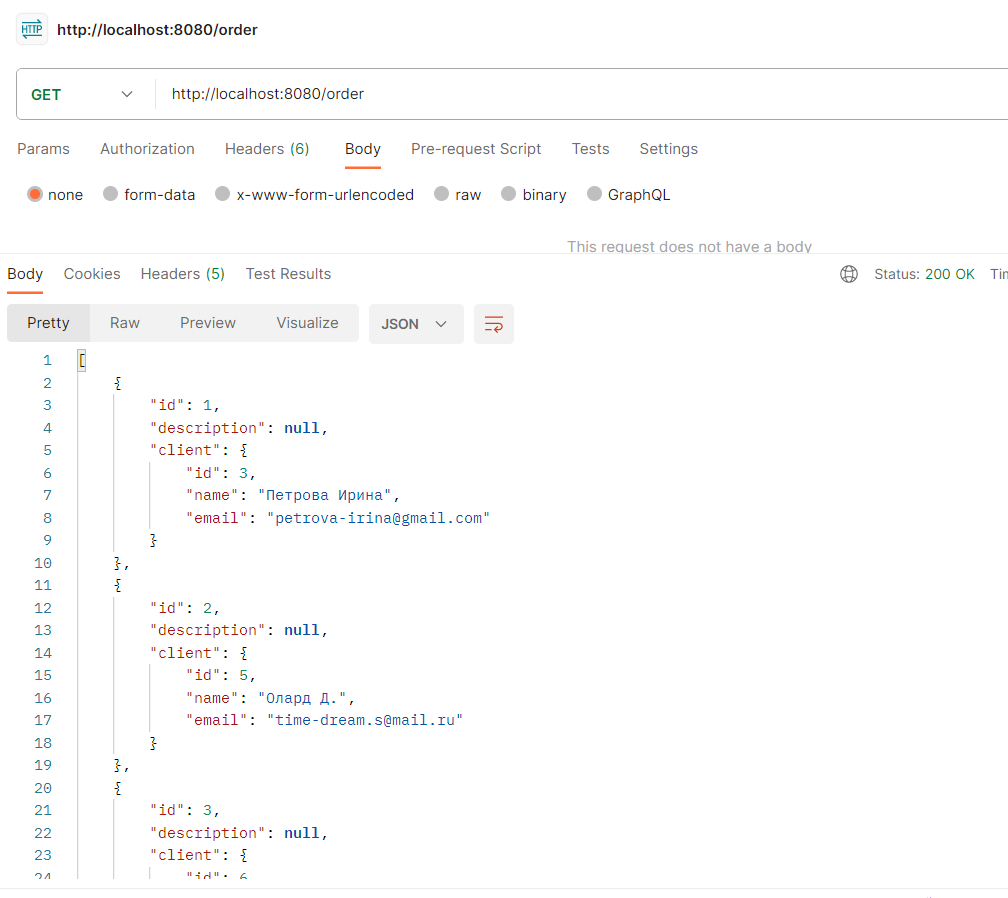 HTTP http://localhost:8080/order
GET http://localhost:8080/order
Params Authorization Headers (6) Body Pre-request Script Tests Settings
none form-data x-www-form-urlencoded raw binary GraphQL
This request does not have a body
Body Cookies Headers (5) Test Results Status: 200 OK
Pretty Raw Preview Visualize JSON
1 [
2 {
3 "id": 1,
4 "description": null,
5 "client": {
6 "id": 3,
7 "name": "Петрова Ирина",
8 "email": "petrova-irina@gmail.com"
9 }
10 },
11 {
12 "id": 2,
13 "description": null,
14 "client": {
15 "id": 5,
16 "name": "Олард Д.",
17 "email": "time-dream.s@mail.ru"
18 }
19 },
20 {
21 "id": 3,
22 "description": null,
23 "client": {
24 "id": 6